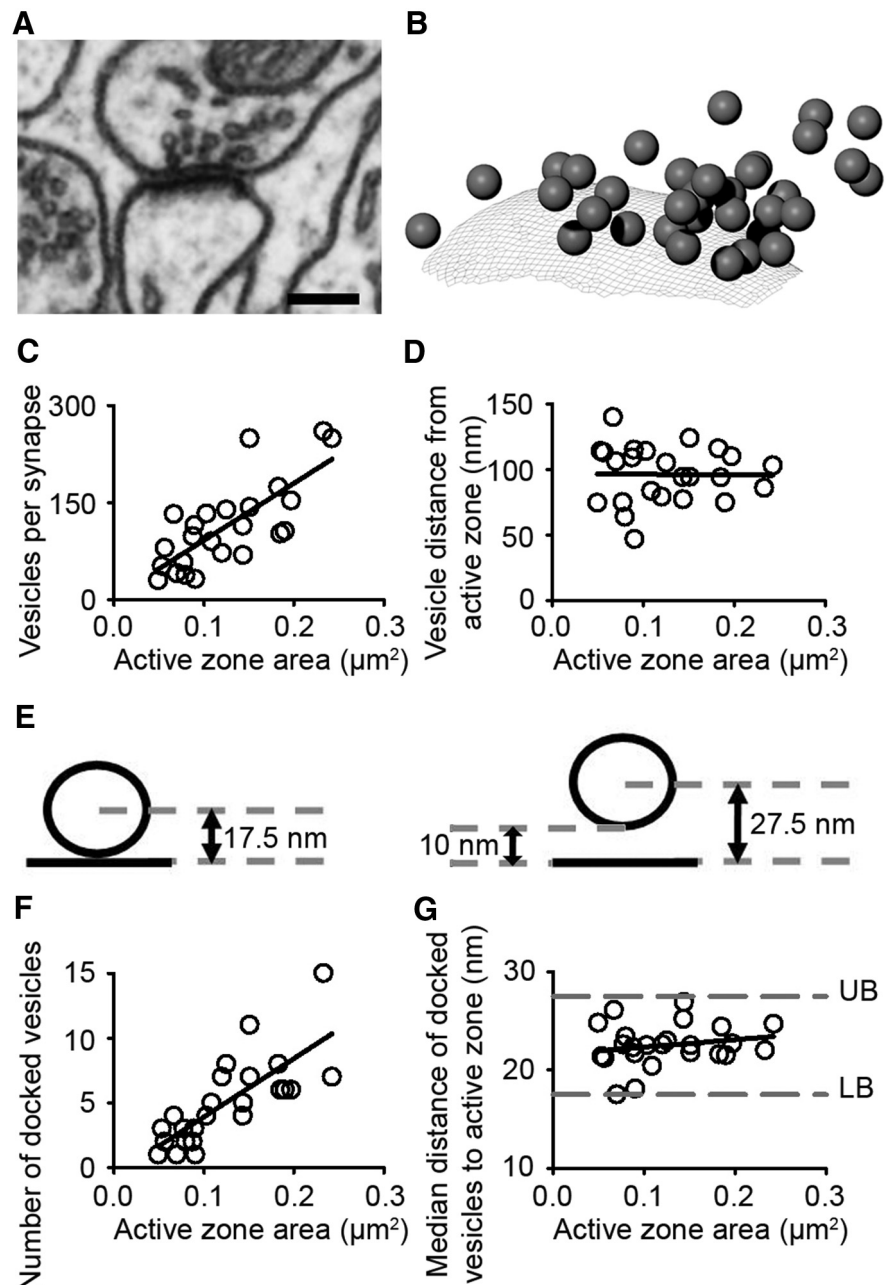 A
B
C
300
150
0
0.0 0.1 0.2 0.3
Vesicles per synapse
Active zone area (µm²)
D
150
100
50
0
0.0 0.1 0.2 0.3
Vesicle distance from
active zone (nm)
Active zone area (µm²)
E
17.5 nm
10 nm
27.5 nm
F
15
10
5
0
0.0 0.1 0.2 0.3
Number of docked vesicles
Active zone area (µm²)
G
30
20
10
0.0 0.1 0.2 0.3
UB
LB
Median distance of docked
vesicles to active zone (nm)
Active zone area (µm²)